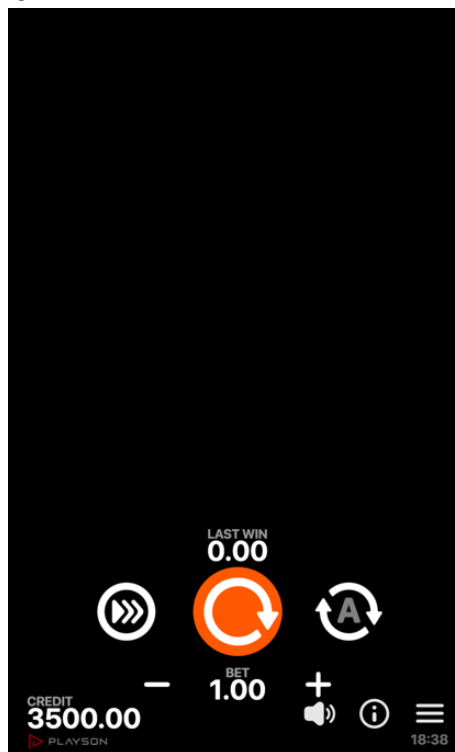 LAST WIN
0.00
A
BET
1.00
CREDIT
3500.00
PLAYSON
18:38